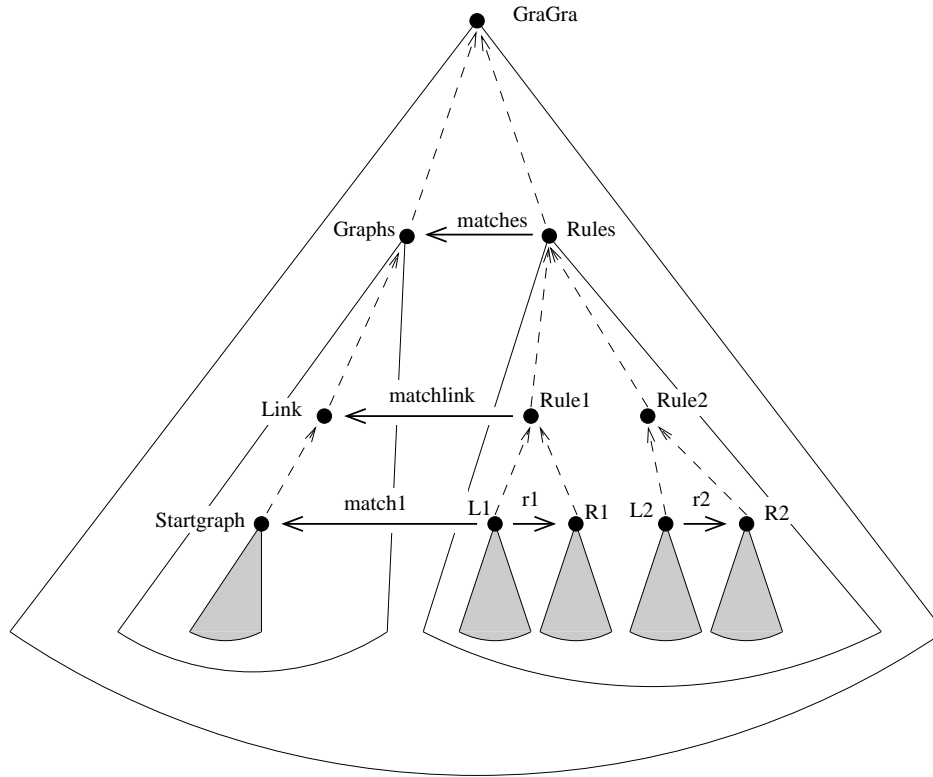 GraGra
Graphs
matches
Rules
Link
matchlink
Rule1
Rule2
Startgraph
match1
L1
r1
R1
L2
r2
R2